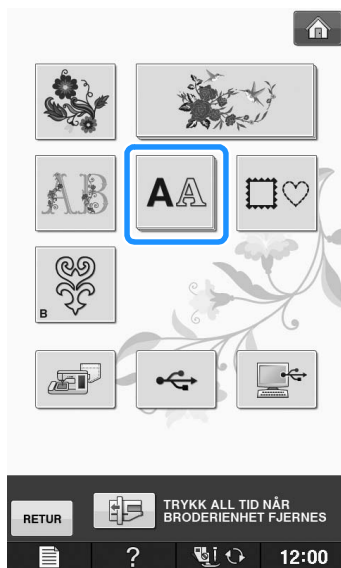 AB
AA
B
RETUR
TRYKK ALL TID NÅR
BRODERIENHET FJERNES
?
12:00